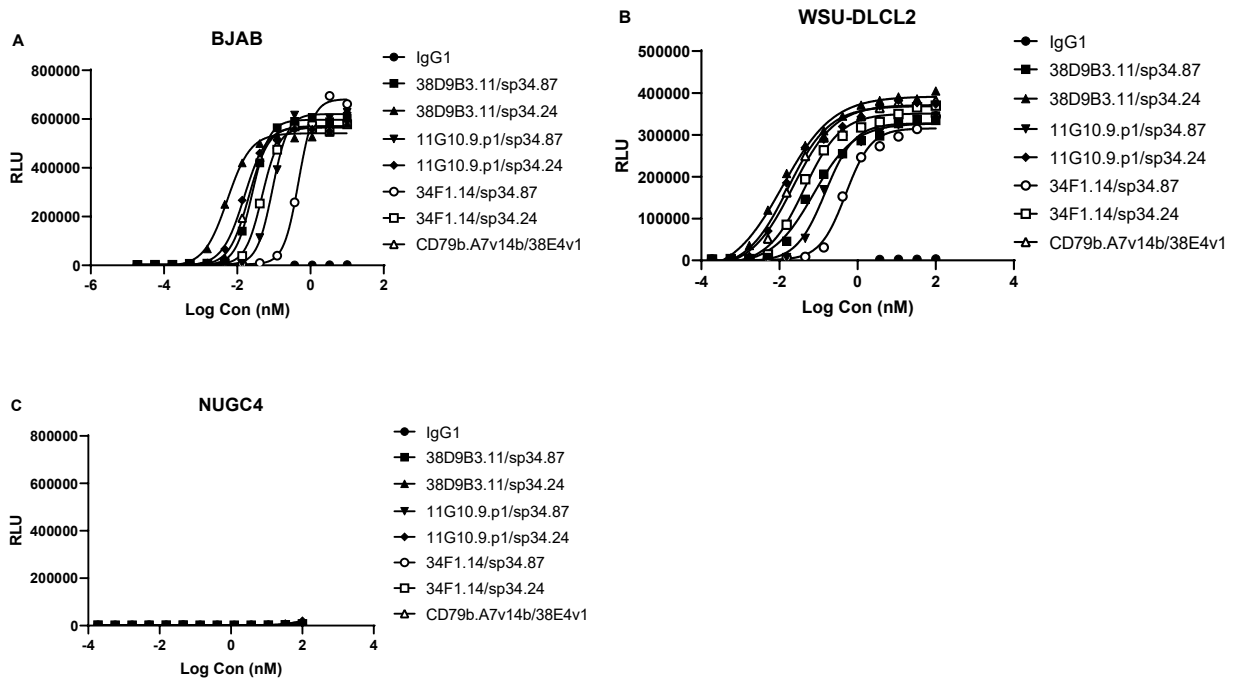 A
BJAB
800000
600000
400000
200000
0
RLU
-6 -4 -2 0 2
Log Con (nM)
IgG1
38D9B3.11/sp34.87
38D9B3.11/sp34.24
11G10.9.p1/sp34.87
11G10.9.p1/sp34.24
34F1.14/sp34.87
34F1.14/sp34.24
CD79b.A7v14b/38E4v1
B
WSU-DLCL2
500000
400000
300000
200000
100000
0
RLU
-4 -2 0 2 4
Log Con (nM)
IgG1
38D9B3.11/sp34.87
38D9B3.11/sp34.24
11G10.9.p1/sp34.87
11G10.9.p1/sp34.24
34F1.14/sp34.87
34F1.14/sp34.24
CD79b.A7v14b/38E4v1
C
NUGC4
800000
600000
400000
200000
0
RLU
-4 -2 0 2 4
Log Con (nM)
IgG1
38D9B3.11/sp34.87
38D9B3.11/sp34.24
11G10.9.p1/sp34.87
11G10.9.p1/sp34.24
34F1.14/sp34.87
34F1.14/sp34.24
CD79b.A7v14b/38E4v1